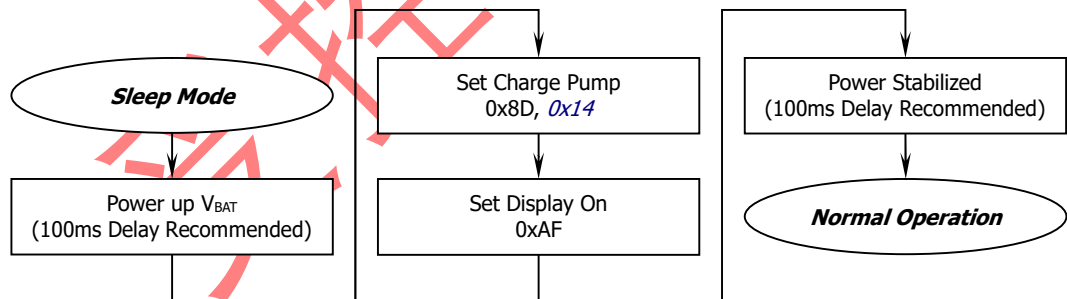 Sleep Mode
Power up VBAT
(100ms Delay Recommended)
Set Charge Pump
0x8D, 0x14
Set Display On
0xAF
Power Stabilized
(100ms Delay Recommended)
Normal Operation